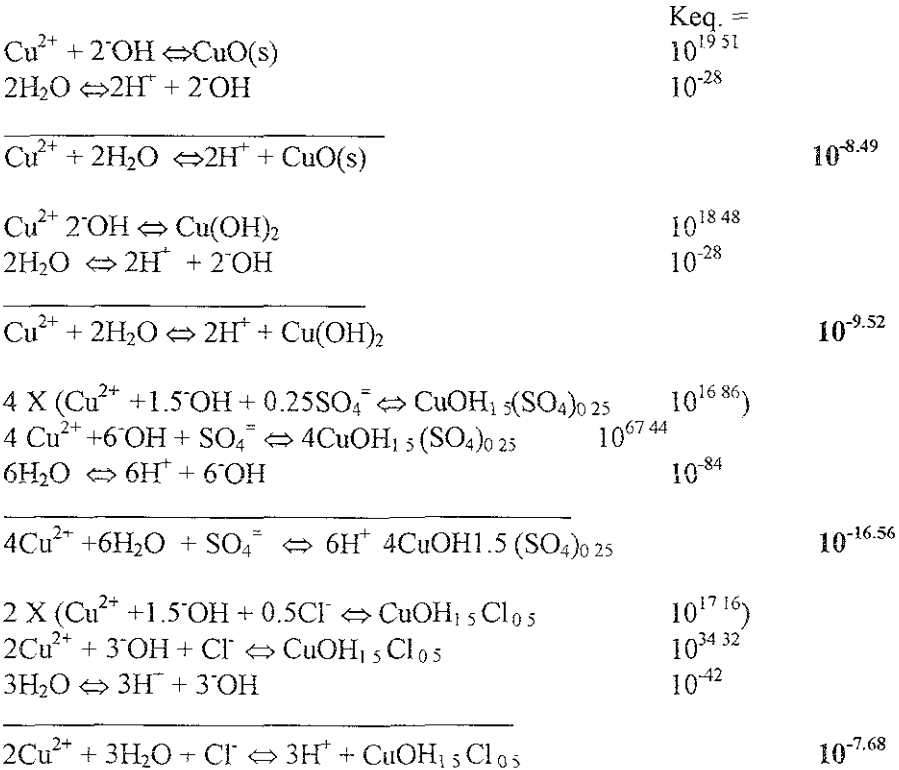 Keq. =
Cu²⁺ + 2⁻OH ⇔CuO(s) 10^19 51
2H₂O ⇔2H⁺ + 2⁻OH 10^-28
Cu²⁺ + 2H₂O ⇔2H⁺ + CuO(s) 10^-8.49
Cu²⁺ 2⁻OH ⇔ Cu(OH)₂ 10^18 48
2H₂O ⇔ 2H⁺ + 2⁻OH 10^-28
Cu²⁺ + 2H₂O ⇔ 2H⁺ + Cu(OH)₂ 10^-9.52
4 X (Cu²⁺ +1.5⁻OH + 0.25SO₄⁼ ⇔ CuOH₁ ₅(SO₄)₀ ₂₅ 10^16 86)
4 Cu²⁺ +6⁻OH + SO₄⁼ ⇔ 4CuOH₁ ₅(SO₄)₀ ₂₅ 10^67 44
6H₂O ⇔ 6H⁺ + 6⁻OH 10^-84
4Cu²⁺ +6H₂O + SO₄⁼ ⇔ 6H⁺ 4CuOH1.5 (SO₄)₀ ₂₅ 10^-16.56
2 X (Cu²⁺ +1.5⁻OH + 0.5Cl⁻ ⇔ CuOH₁ ₅Cl₀ ₅ 10^17 16)
2Cu²⁺ + 3⁻OH + Cl⁻ ⇔ CuOH₁ ₅Cl₀ ₅ 10^34 32
3H₂O ⇔ 3H⁺ + 3⁻OH 10^-42
2Cu²⁺ + 3H₂O + Cl⁻ ⇔ 3H⁺ + CuOH₁ ₅Cl₀ ₅ 10^-7.68